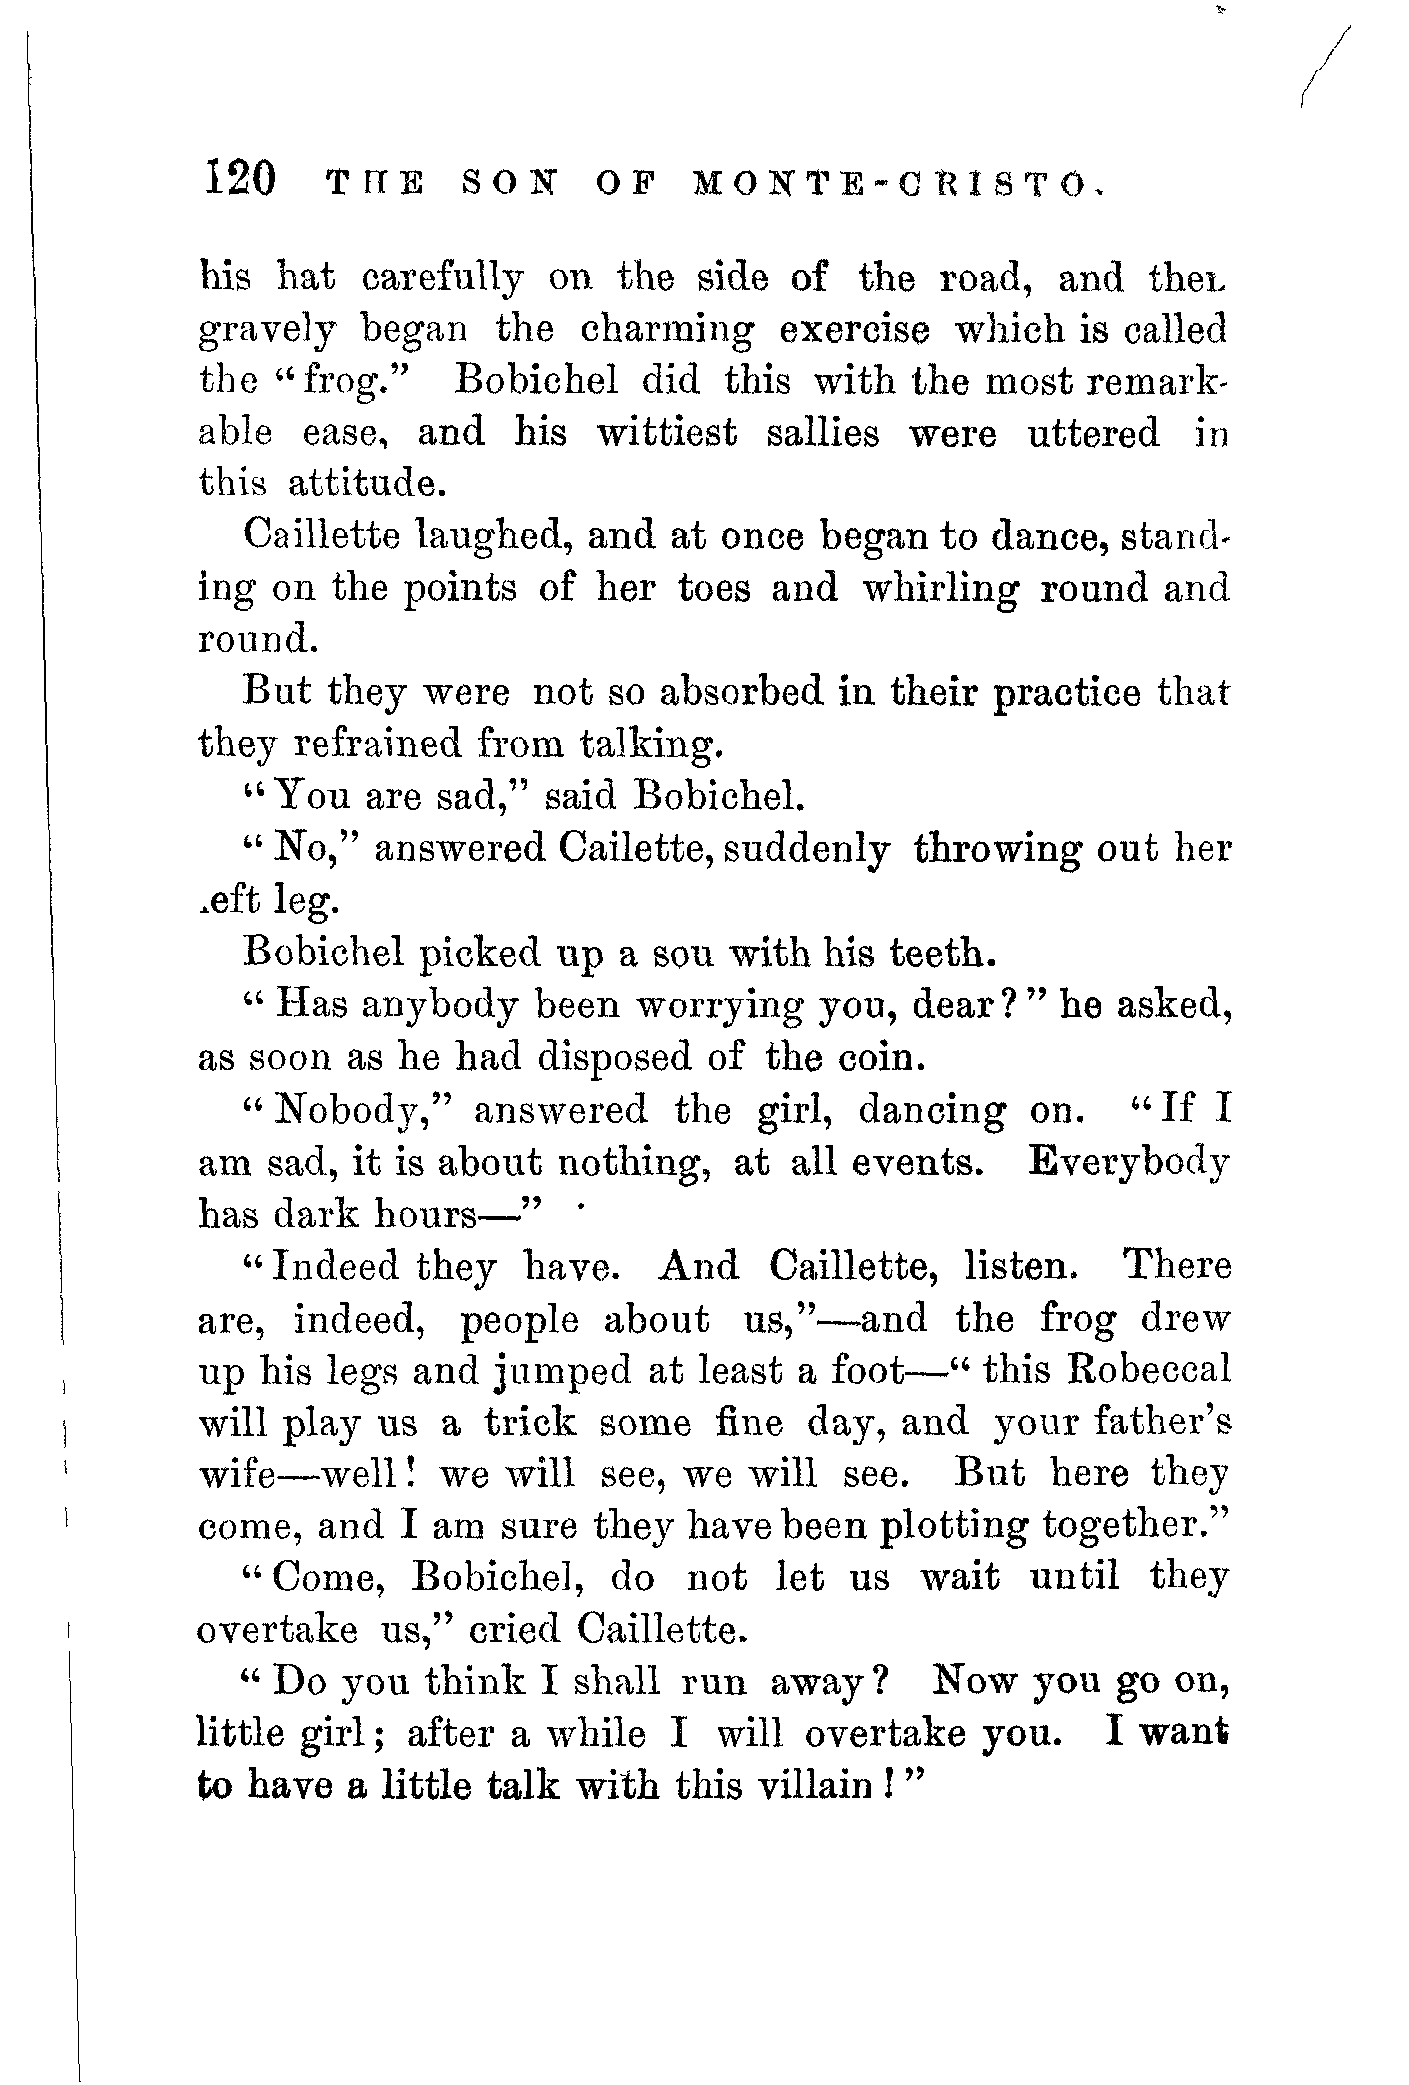 120 THE SON OF MONTE-CRISTO.
his hat carefully on the side of the road, and then
gravely began the charming exercise which is called
the “frog.” Bobichel did this with the most remark-
able ease, and his wittiest sallies were uttered in
this attitude.
Caillette laughed, and at once began to dance, stand-
ing on the points of her toes and whirling round and
round.
But they were not so absorbed in their practice that
they refrained from talking.
“You are sad,” said Bobichel.
“No,” answered Cailette, suddenly throwing out her
left leg.
Bobichel picked up a sou with his teeth.
“Has anybody been worrying you, dear?” he asked,
as soon as he had disposed of the coin.
“Nobody,” answered the girl, dancing on. “If I
am sad, it is about nothing, at all events. Everybody
has dark hours—”
“Indeed they have. And Caillette, listen. There
are, indeed, people about us,”—and the frog drew
up his legs and jumped at least a foot—“this Robeccal
will play us a trick some fine day, and your father’s
wife—well! we will see, we will see. But here they
come, and I am sure they have been plotting together.”
“Come, Bobichel, do not let us wait until they
overtake us,” cried Caillette.
“Do you think I shall run away? Now you go on,
little girl; after a while I will overtake you. I want
to have a little talk with this villain!”